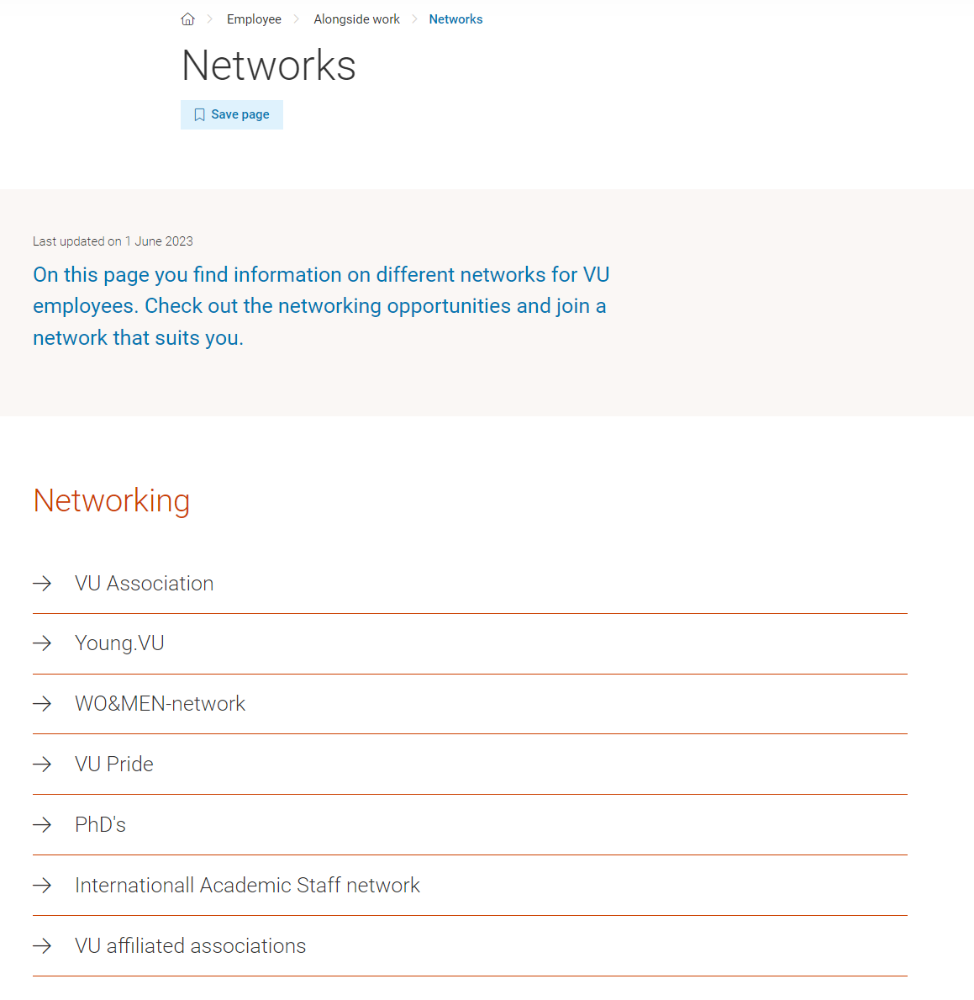 Employee Alongside work Networks
Networks
Save page
Last updated on 1 June 2023
On this page you find information on different networks for VU
employees. Check out the networking opportunities and join a
network that suits you.
Networking
VU Association
Young.VU
WO&MEN-network
VU Pride
PhD's
Internationall Academic Staff network
VU affiliated associations